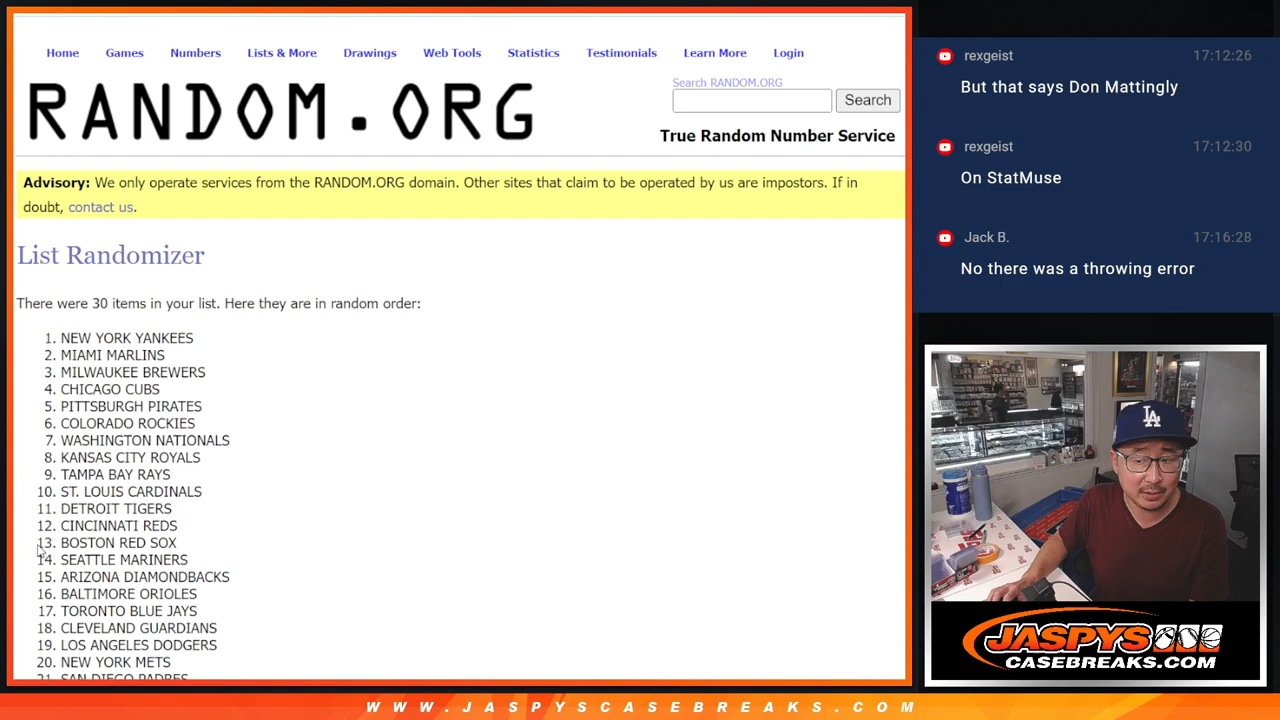 Home Games Numbers Lists & More Drawings Web Tools Statistics Testimonials Learn More Login
RANDOM.ORG
Search RANDOM.ORG
Search
True Random Number Service
Advisory: We only operate services from the RANDOM.ORG domain. Other sites that claim to be operated by us are impostors. If in
doubt, contact us.
List Randomizer
There were 30 items in your list. Here they are in random order:
1. NEW YORK YANKEES
2. MIAMI MARLINS
3. MILWAUKEE BREWERS
4. CHICAGO CUBS
5. PITTSBURGH PIRATES
6. COLORADO ROCKIES
7. WASHINGTON NATIONALS
8. KANSAS CITY ROYALS
9. TAMPA BAY RAYS
10. ST. LOUIS CARDINALS
11. DETROIT TIGERS
12. CINCINNATI REDS
13. BOSTON RED SOX
14. SEATTLE MARINERS
15. ARIZONA DIAMONDBACKS
16. BALTIMORE ORIOLES
17. TORONTO BLUE JAYS
18. CLEVELAND GUARDIANS
19. LOS ANGELES DODGERS
20. NEW YORK METS
21. SAN DIEGO PADRES
rexgeist 17:12:26
But that says Don Mattingly
rexgeist 17:12:30
On StatMuse
Jack B. 17:16:28
No there was a throwing error
LA
JASPYS
CASEBREAKS.COM
WWW.JASPYSCASEBREAKS.COM